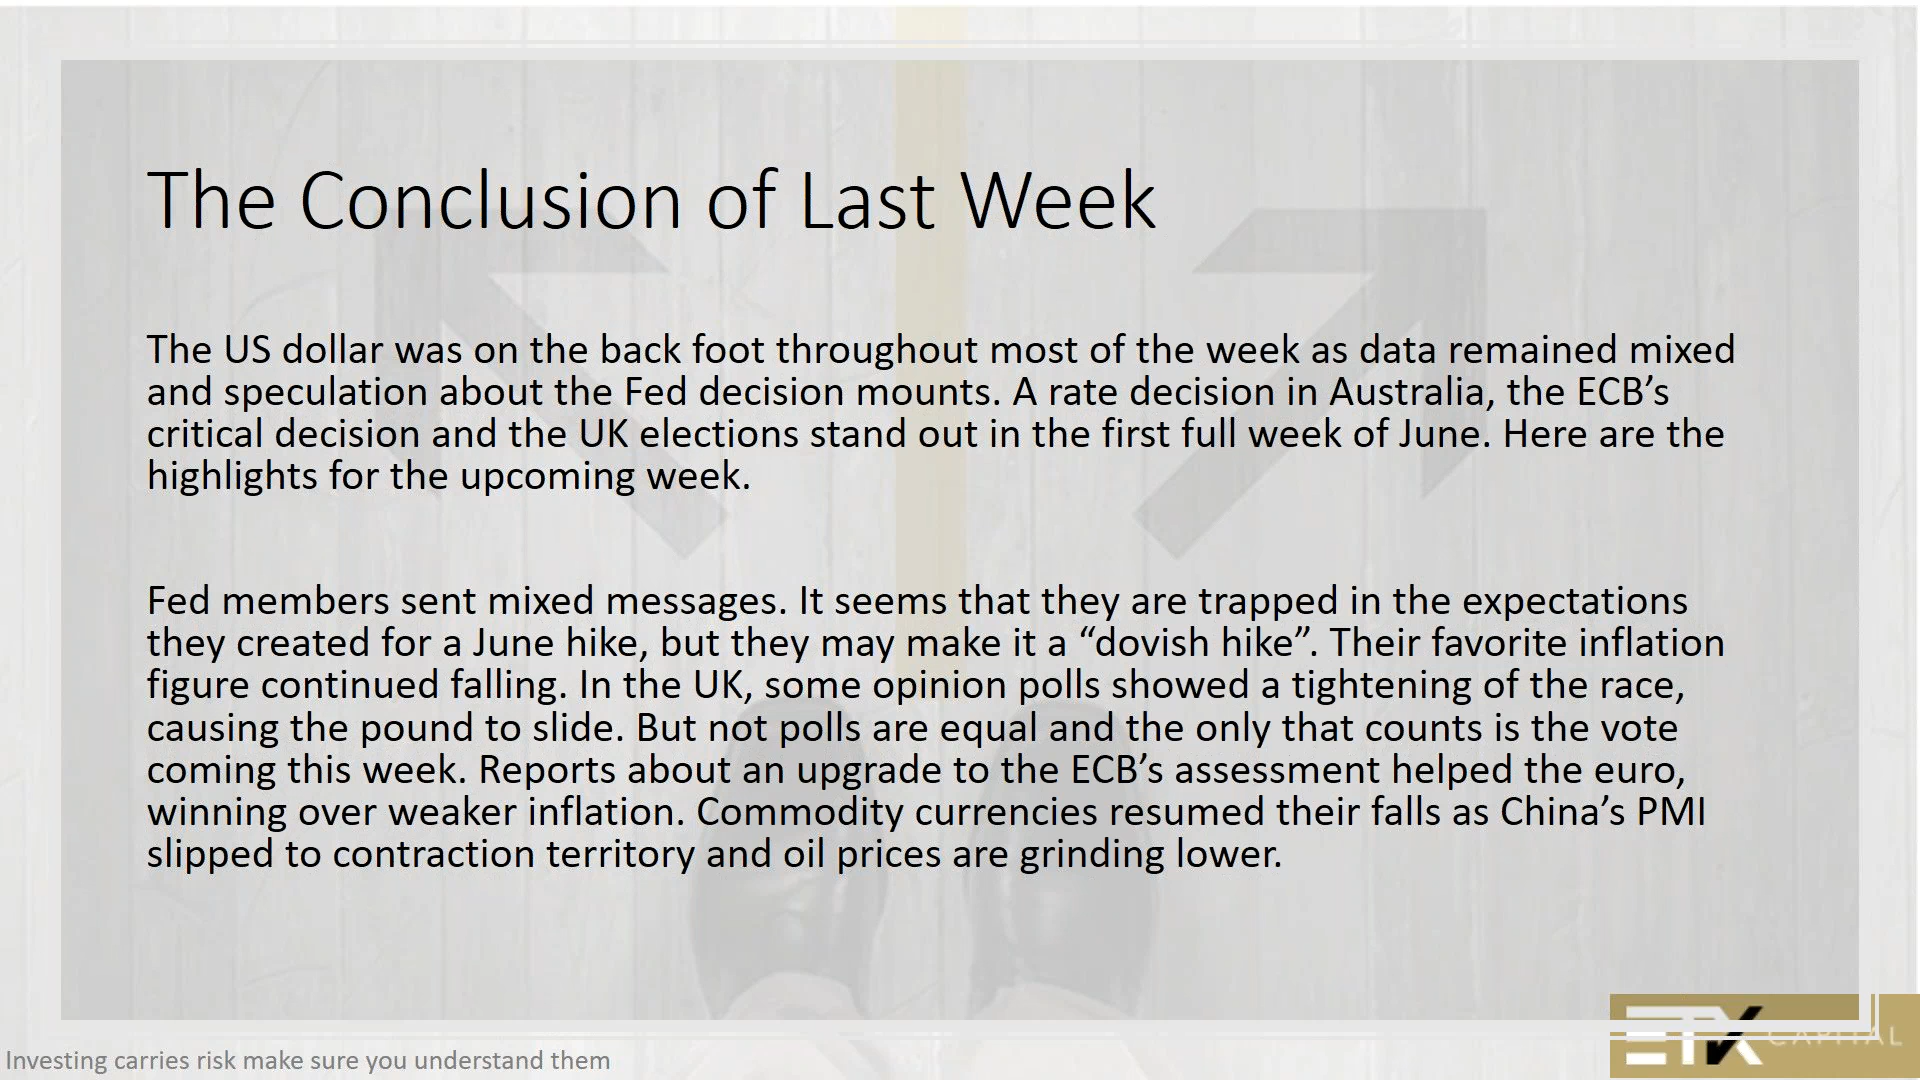 The Conclusion of Last Week
The US dollar was on the back foot throughout most of the week as data remained mixed
and speculation about the Fed decision mounts. A rate decision in Australia, the ECB’s
critical decision and the UK elections stand out in the first full week of June. Here are the
highlights for the upcoming week.
Fed members sent mixed messages. It seems that they are trapped in the expectations
they created for a June hike, but they may make it a “dovish hike”. Their favorite inflation
figure continued falling. In the UK, some opinion polls showed a tightening of the race,
causing the pound to slide. But not polls are equal and the only that counts is the vote
coming this week. Reports about an upgrade to the ECB’s assessment helped the euro,
winning over weaker inflation. Commodity currencies resumed their falls as China’s PMI
slipped to contraction territory and oil prices are grinding lower.
Investing carries risk make sure you understand them
ETX CAPITAL